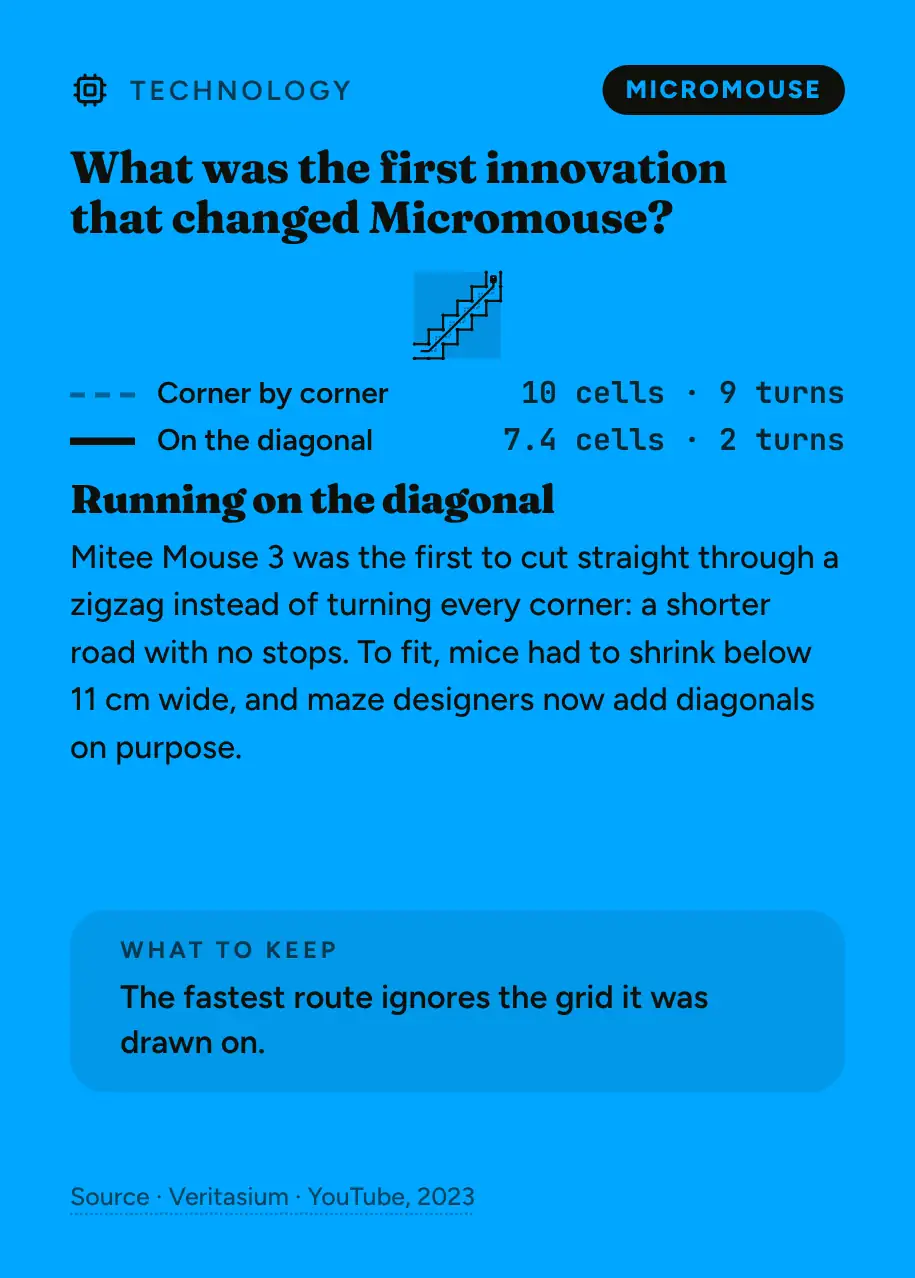 TECHNOLOGY
MICROMOUSE
What was the first innovation
that changed Micromouse?
Corner by corner 10 cells · 9 turns
On the diagonal 7.4 cells · 2 turns
Running on the diagonal
Mitee Mouse 3 was the first to cut straight through a
zigzag instead of turning every corner: a shorter
road with no stops. To fit, mice had to shrink below
11 cm wide, and maze designers now add diagonals
on purpose.
WHAT TO KEEP
The fastest route ignores the grid it was
drawn on.
Source · Veritasium · YouTube, 2023